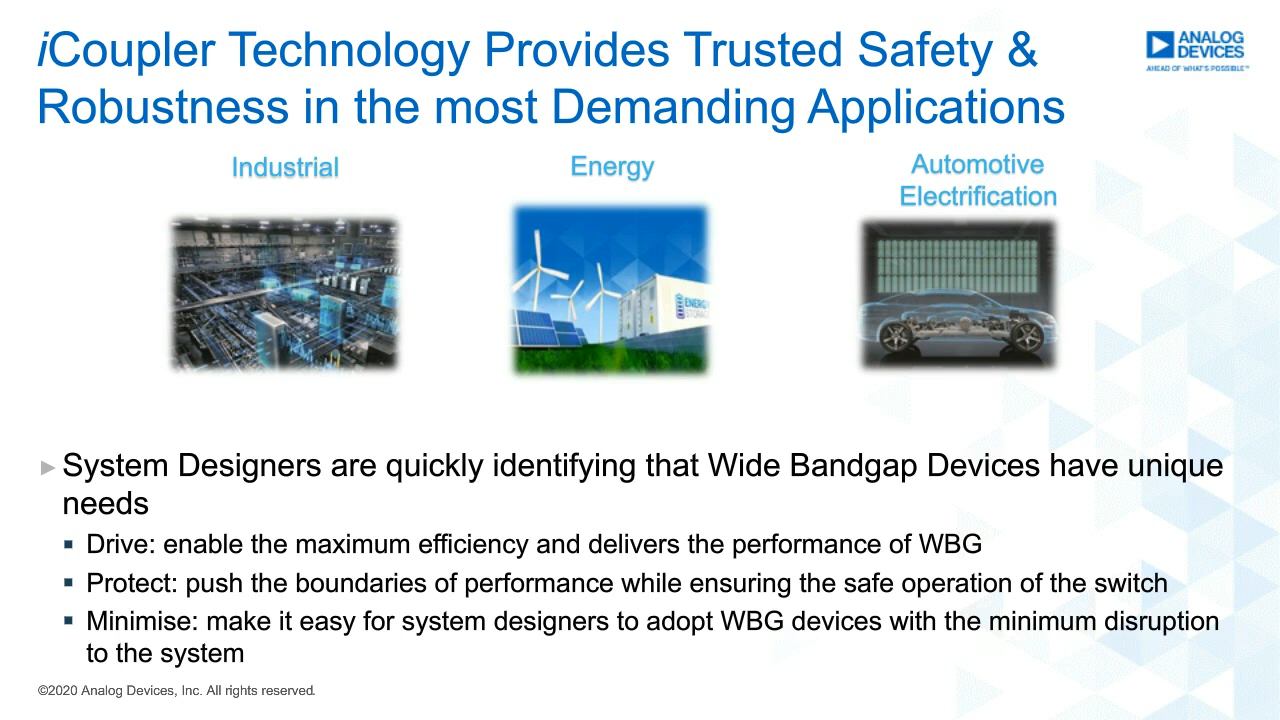 iCoupler Technology Provides Trusted Safety &
Robustness in the most Demanding Applications
ANALOG
DEVICES
AHEAD OF WHAT'S POSSIBLE™
Industrial
Energy
Automotive
Electrification
ENERGY
STORAGE
►System Designers are quickly identifying that Wide Bandgap Devices have unique
needs
▪ Drive: enable the maximum efficiency and delivers the performance of WBG
▪ Protect: push the boundaries of performance while ensuring the safe operation of the switch
▪ Minimise: make it easy for system designers to adopt WBG devices with the minimum disruption
to the system
©2020 Analog Devices, Inc. All rights reserved.